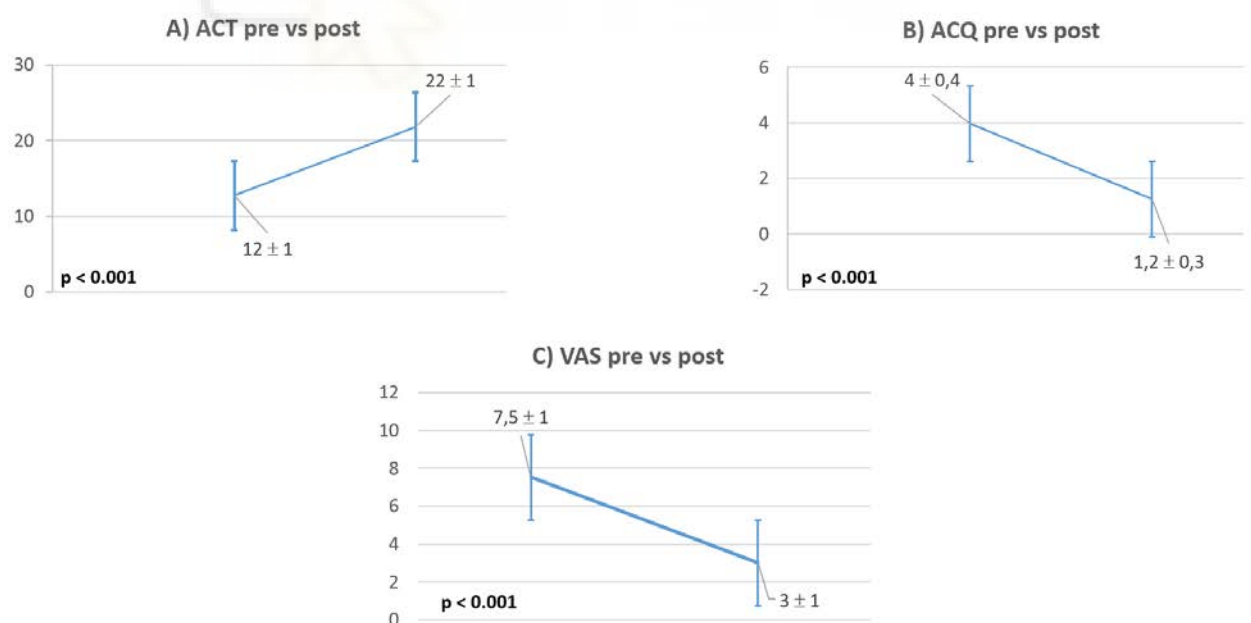 A) ACT pre vs post
30
20
10
0
22 ± 1
12 ± 1
p < 0.001
B) ACQ pre vs post
6
4
2
0
-2
4 ± 0,4
1,2 ± 0,3
p < 0.001
C) VAS pre vs post
12
10
8
6
4
2
0
7,5 ± 1
3 ± 1
p < 0.001